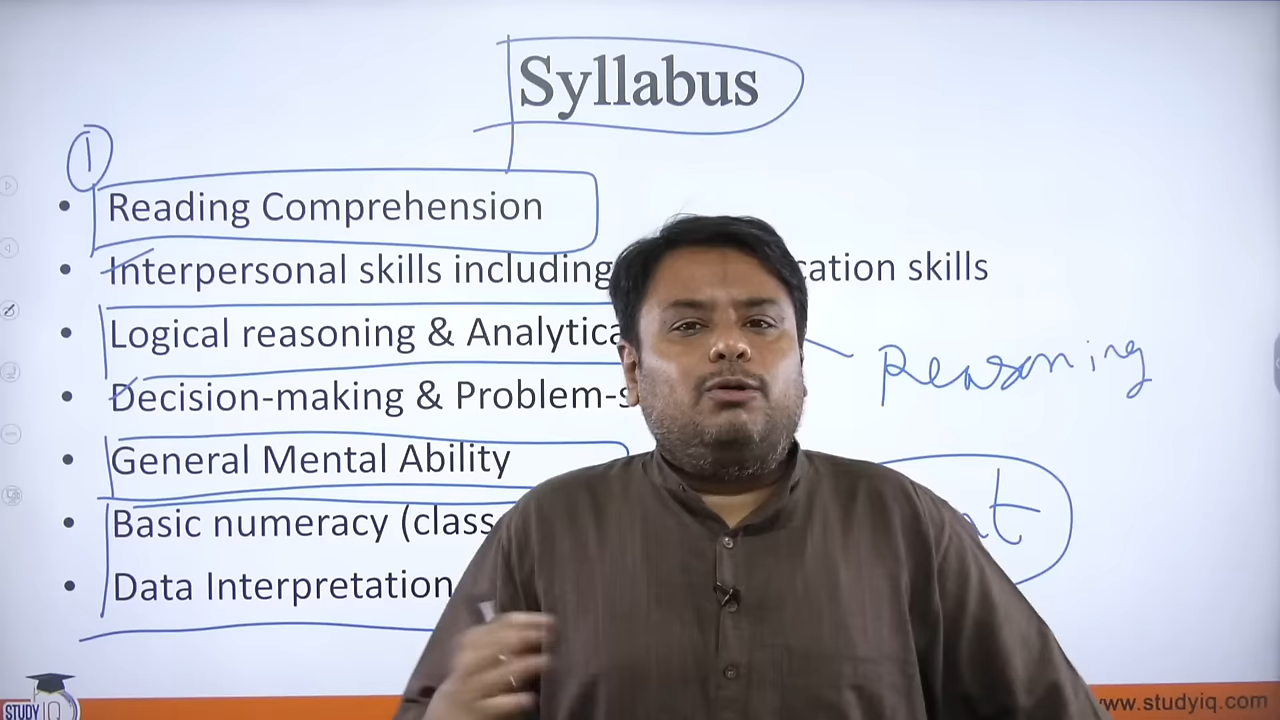 Syllabus
1
• Reading Comprehension
• Interpersonal skills including cation skills
• Logical reasoning & Analytica
Reasoning
• Decision-making & Problem-s
• General Mental Ability
• Basic numeracy (class
• Data Interpretation
STUDY IQ
www.studyiq.com